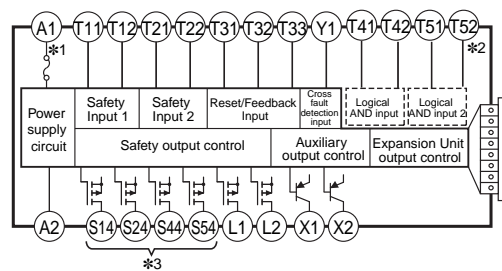 A1 T11 T12 T21 T22 T31 T32 T33 Y1 T41 T42 T51 T52
*1
*2
Power
supply
circuit
Safety
Input 1
Safety
Input 2
Reset/Feedback
Input
Cross
fault
detection
input
Logical
AND input
Logical
AND input 2
Safety output control
Auxiliary
output control
Expansion Unit
output control
A2 S14 S24 S44 S54 L1 L2 X1 X2
*3